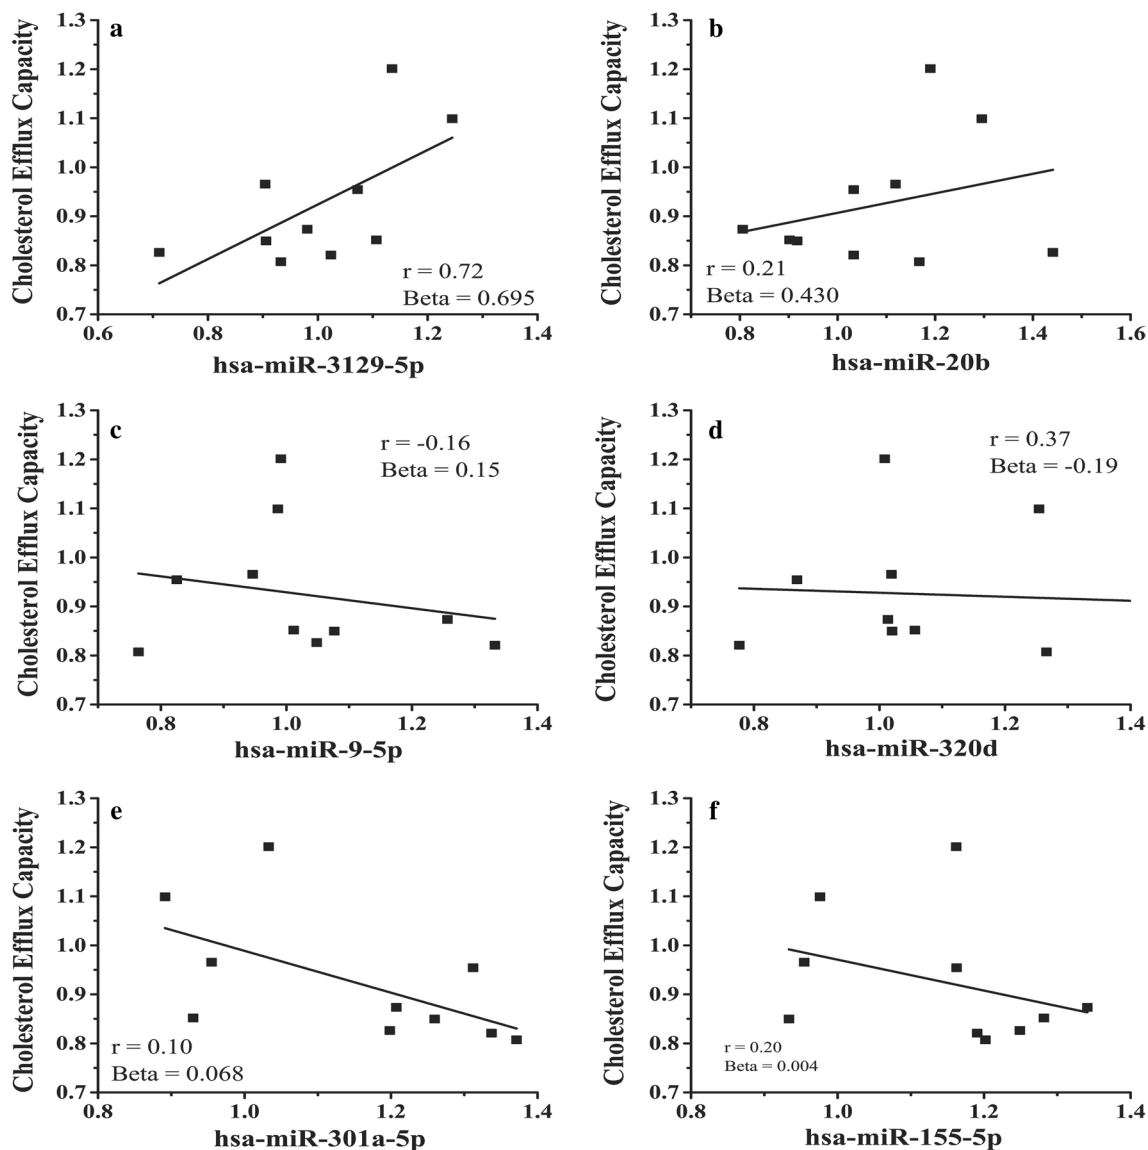 a
Cholesterol Efflux Capacity
1.3
1.2
1.1
1.0
0.9
0.8
0.7
r = 0.72
Beta = 0.695
0.6 0.8 1.0 1.2 1.4
hsa-miR-3129-5p
b
Cholesterol Efflux Capacity
1.3
1.2
1.1
1.0
0.9
0.8
0.7
r = 0.21
Beta = 0.430
0.8 1.0 1.2 1.4 1.6
hsa-miR-20b
c
Cholesterol Efflux Capacity
1.3
1.2
1.1
1.0
0.9
0.8
0.7
r = -0.16
Beta = 0.15
0.8 1.0 1.2 1.4
hsa-miR-9-5p
d
Cholesterol Efflux Capacity
1.3
1.2
1.1
1.0
0.9
0.8
0.7
r = 0.37
Beta = -0.19
0.8 1.0 1.2 1.4
hsa-miR-320d
e
Cholesterol Efflux Capacity
1.3
1.2
1.1
1.0
0.9
0.8
0.7
r = 0.10
Beta = 0.068
0.8 1.0 1.2 1.4
hsa-miR-301a-5p
f
Cholesterol Efflux Capacity
1.3
1.2
1.1
1.0
0.9
0.8
0.7
r = 0.20
Beta = 0.004
0.8 1.0 1.2 1.4
hsa-miR-155-5p